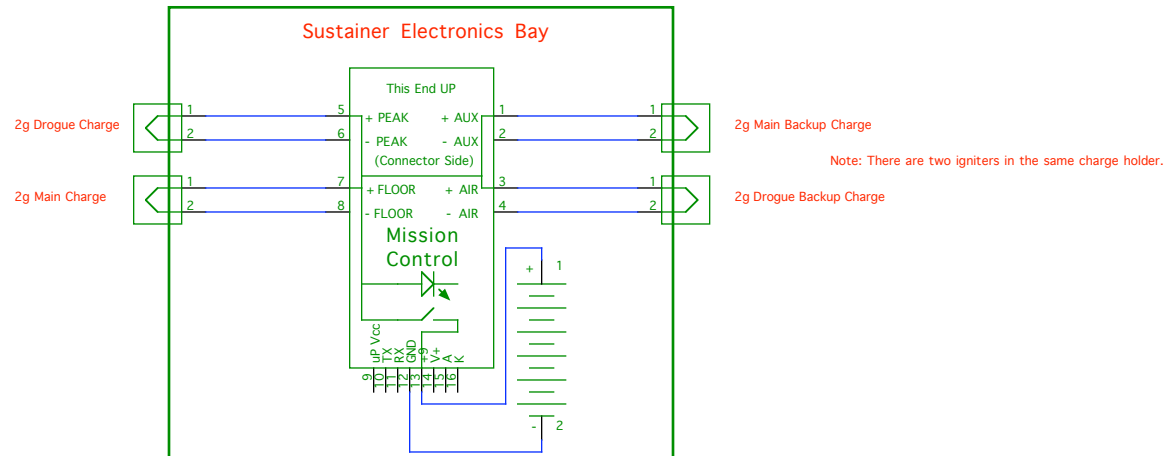 Sustainer Electronics Bay
This End UP
2g Drogue Charge
1
2
5
6
+ PEAK
- PEAK
(Connector Side)
+ AUX
- AUX
1
2
1
2
2g Main Backup Charge
Note: There are two igniters in the same charge holder.
2g Main Charge
1
2
7
8
+ FLOOR
- FLOOR
+ AIR
- AIR
3
4
1
2
2g Drogue Backup Charge
Mission
Control
+ 1
- 2
uP Vcc
TX
RX
GND
+9
V+
A
K
9
10
11
12
13
14
15
16